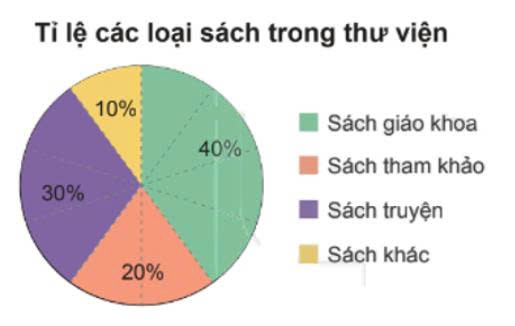 Tỉ lệ các loại sách trong thư viện
10%
40%
30%
20%
Sách giáo khoa
Sách tham khảo
Sách truyện
Sách khác